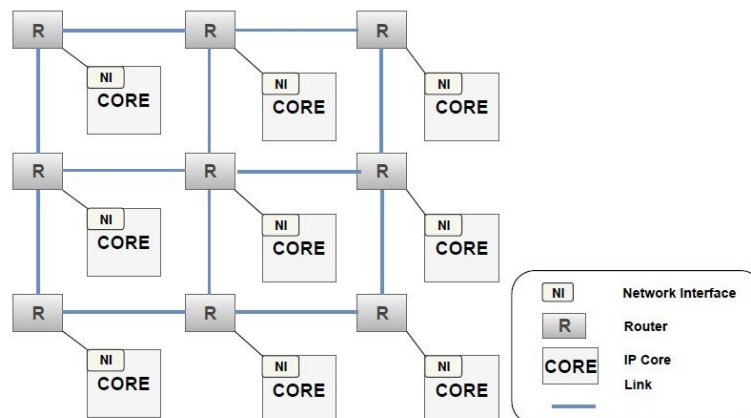 R R R
NI NI NI
CORE CORE CORE
R R R
NI NI NI
CORE CORE CORE
R R R
NI NI NI
CORE CORE CORE
NI Network Interface
R Router
CORE IP Core
Link